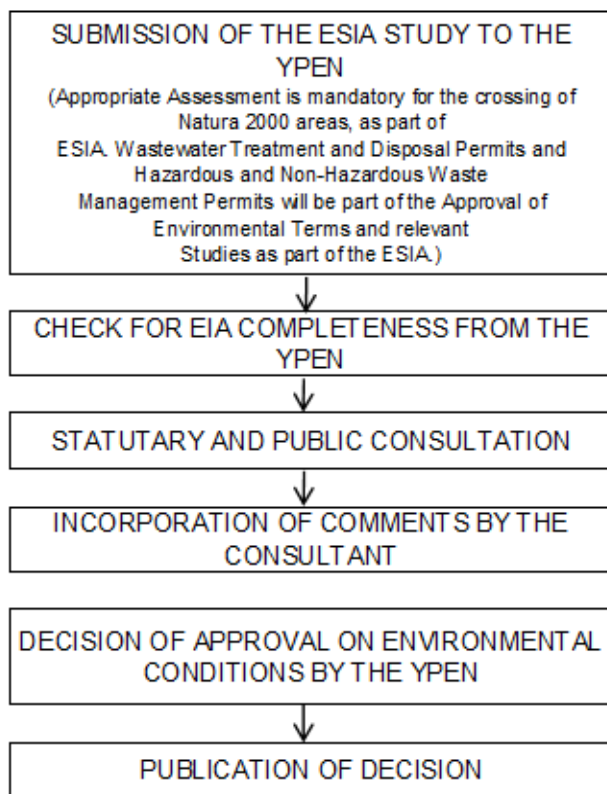 SUBMISSION OF THE ESIA STUDY TO THE
YPEN
(Appropriate Assessment is mandatory for the crossing of
Natura 2000 areas, as part of
ESIA. Wastewater Treatment and Disposal Permits and
Hazardous and Non-Hazardous Waste
Management Permits will be part of the Approval of
Environmental Terms and relevant
Studies as part of the ESIA.)
CHECK FOR EIA COMPLETENESS FROM THE
YPEN
STATUTARY AND PUBLIC CONSULTATION
INCORPORATION OF COMMENTS BY THE
CONSULTANT
DECISION OF APPROVAL ON ENVIRONMENTAL
CONDITIONS BY THE YPEN
PUBLICATION OF DECISION